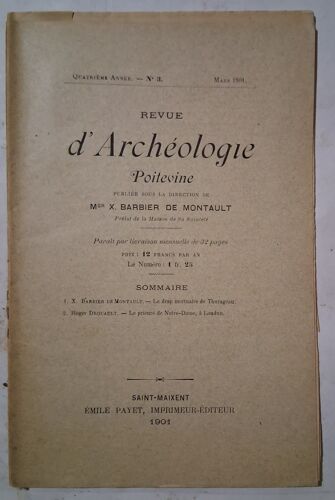 QUATRIÈME ANNÉE. — N° 3. MARS 1901.
REVUE
d'Archéologie
Poitevine
PUBLIÉE SOUS LA DIRECTION DE
MGR X. BARBIER DE MONTAULT
Prélat de la Maison de Sa Sainteté
Paraît par livraison mensuelle de 32 pages
PRIX : 12 FRANCS PAR AN
Le Numéro : 1 fr. 25
SOMMAIRE
1. X. BARBIER DE MONTAULT. — Le drap mortuaire de Thorageau.
2. Roger DROUAULT. — Le prieuré de Notre-Dame, à Loudun.
SAINT-MAIXENT
ÉMILE PAYET, IMPRIMEUR-ÉDITEUR
1901